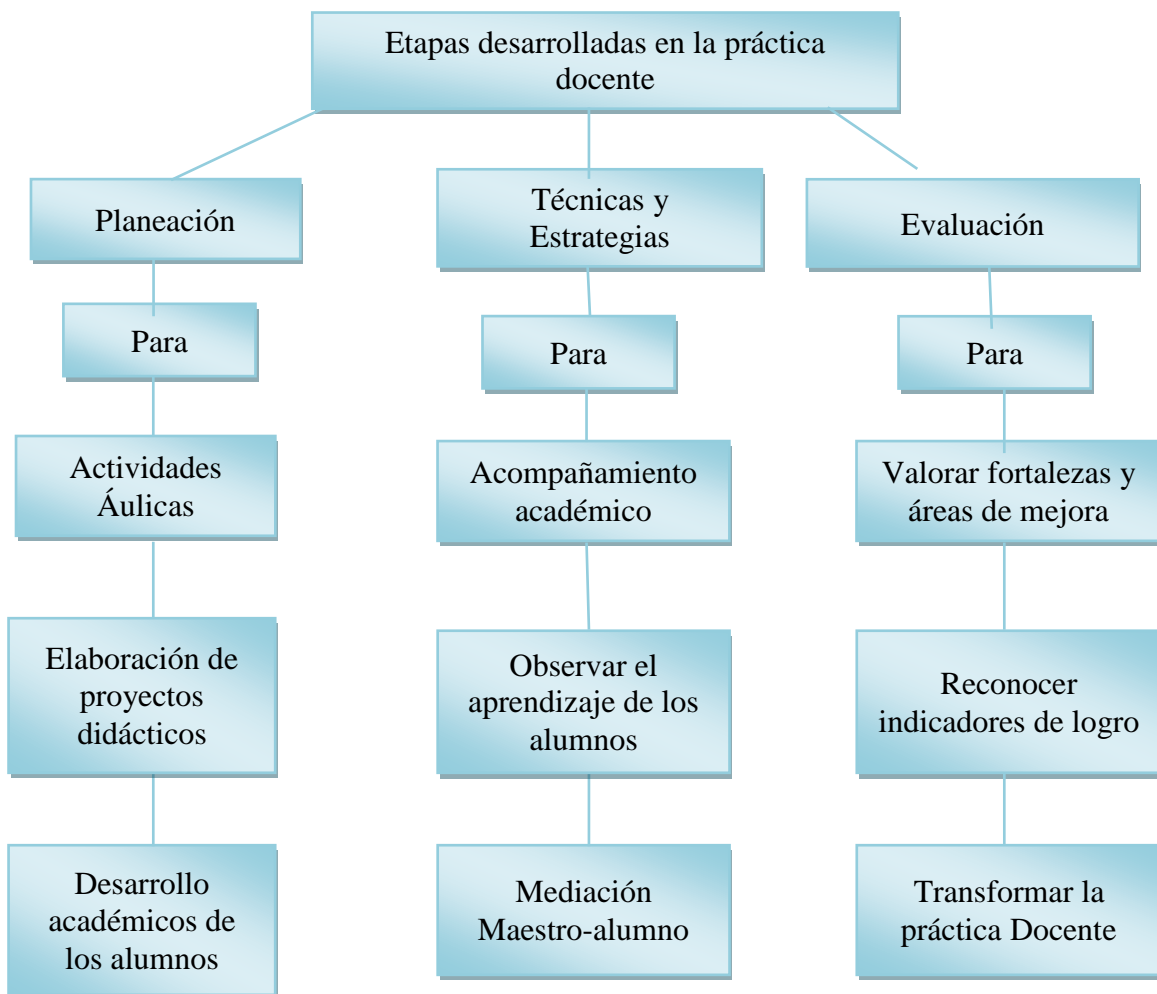 Etapas desarrolladas en la práctica
docente
Planeación
Técnicas y
Estrategias
Evaluación
Para
Para
Para
Actividades
Áulicas
Acompañamiento
académico
Valorar fortalezas y
áreas de mejora
Elaboración de
proyectos
didácticos
Observar el
aprendizaje de los
alumnos
Reconocer
indicadores de logro
Desarrollo
académicos de
los alumnos
Mediación
Maestro-alumno
Transformar la
práctica Docente